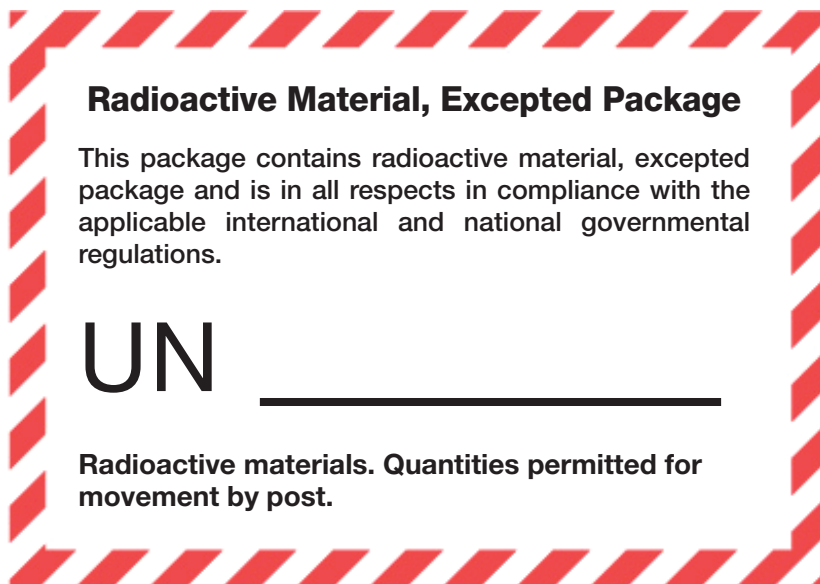 Radioactive Material, Excepted Package
This package contains radioactive material, excepted
package and is in all respects in compliance with the
applicable international and national governmental
regulations.
UN
Radioactive materials. Quantities permitted for
movement by post.